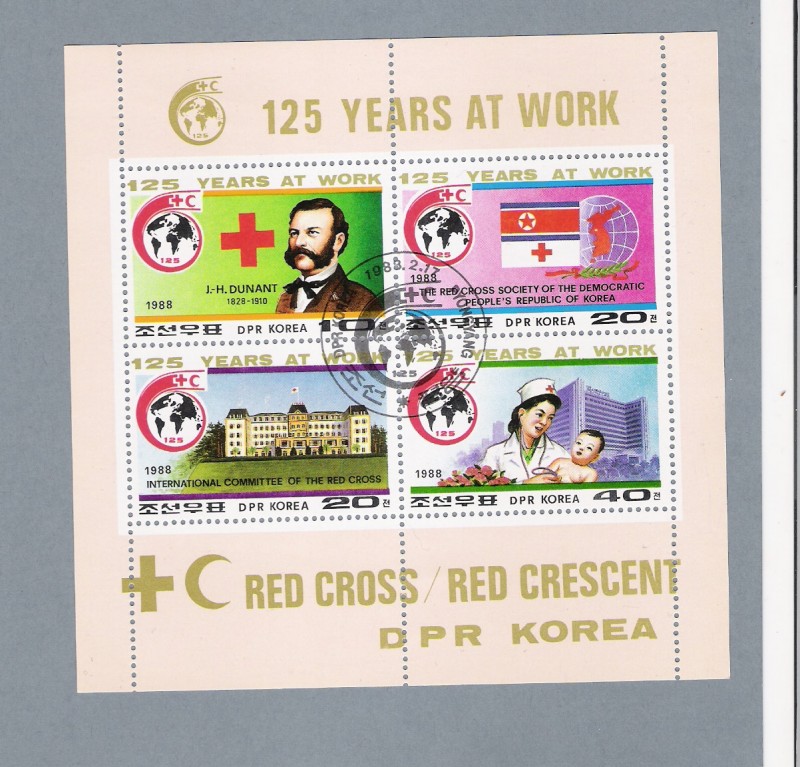 +C
125
125 YEARS AT WORK
125 YEARS AT WORK
+C
125
J.-H. DUNANT
1828-1910
1988
조선우표 DPR KOREA 10전
125 YEARS AT WORK
+C
125
1988
THE RED CROSS SOCIETY OF THE DEMOCRATIC
PEOPLE'S REPUBLIC OF KOREA
조선우표 DPR KOREA 20전
1988.2.17
+C
125
125 YEARS AT WORK
+C
125
1988
INTERNATIONAL COMMITTEE OF THE RED CROSS
조선우표 DPR KOREA 20전
125 YEARS AT WORK
+C
125
1988
조선우표 DPR KOREA 40전
+C RED CROSS / RED CRESCENT
DPR KOREA